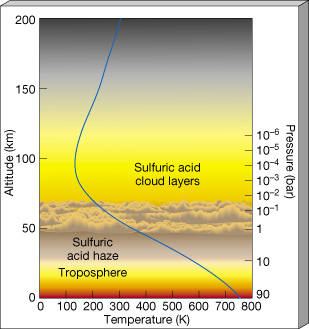 200
150
100
50
0
Altitude (km)
Sulfuric acid
cloud layers
Sulfuric
acid haze
Troposphere
10⁻⁶
10⁻⁵
10⁻⁴
10⁻³
10⁻²
10⁻¹
1
10
90
Pressure (bar)
0 100 200 300 400 500 600 700 800
Temperature (K)